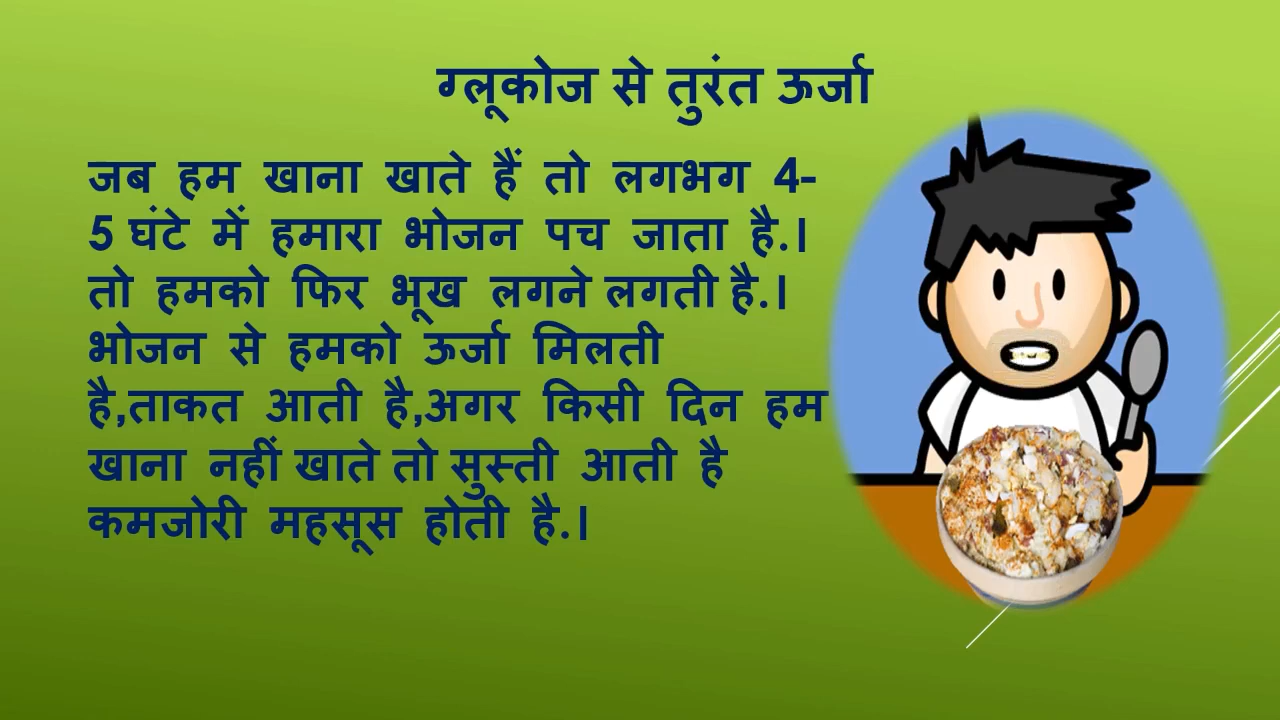 ग्लूकोज से तुरंत ऊर्जा
जब हम खाना खाते हैं तो लगभग 4-
5 घंटे में हमारा भोजन पच जाता है.।
तो हमको फिर भूख लगने लगती है.।
भोजन से हमको ऊर्जा मिलती
है,ताकत आती है,अगर किसी दिन हम
खाना नहीं खाते तो सुस्ती आती है
कमजोरी महसूस होती है.।